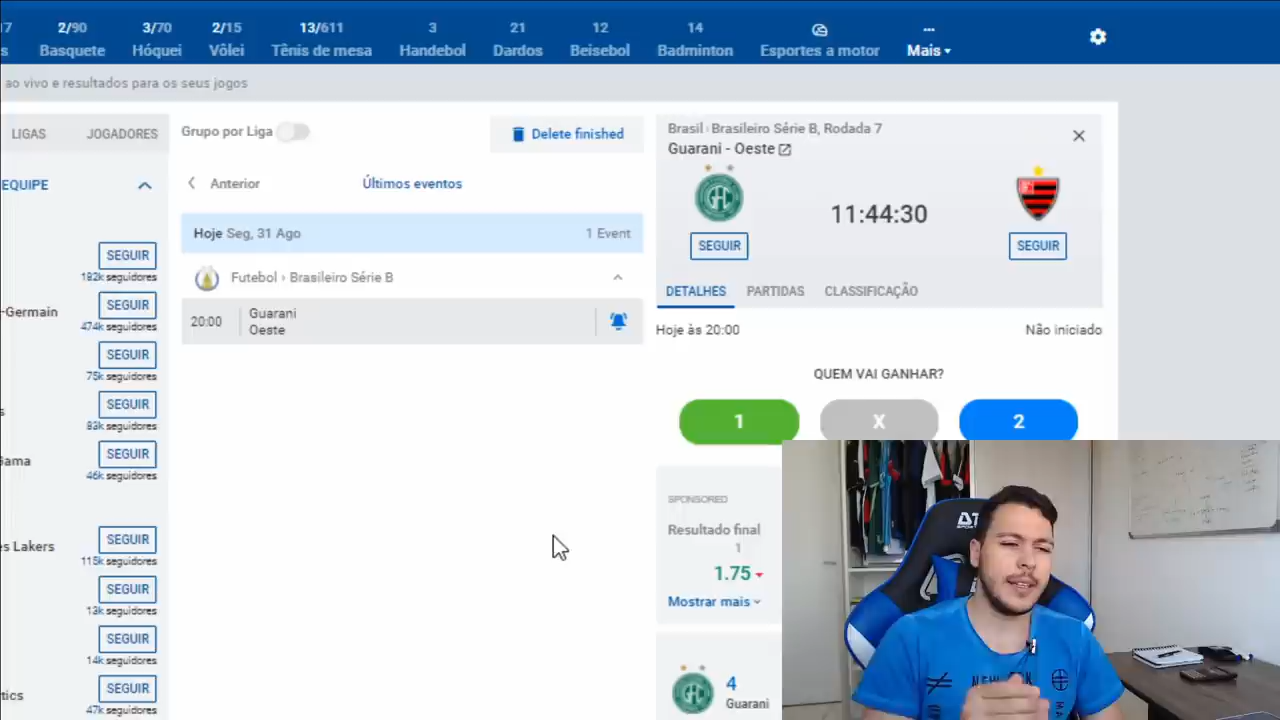 17 2/90 3/70 2/15 13/611 3 21 12 14 ...
s Basquete Hóquei Vôlei Tênis de mesa Handebol Dardos Beisebol Badminton Esportes a motor Mais
ao vivo e resultados para os seus jogos
LIGAS JOGADORES
EQUIPE
SEGUIR
182k seguidores
-Germain SEGUIR
474k seguidores
SEGUIR
75k seguidores
s SEGUIR
83k seguidores
Gama SEGUIR
46k seguidores
es Lakers SEGUIR
115k seguidores
SEGUIR
13k seguidores
SEGUIR
14k seguidores
tics SEGUIR
47k seguidores
Grupo por Liga Delete finished
Anterior Últimos eventos
Hoje Seg, 31 Ago 1 Event
Futebol › Brasileiro Série B
20:00 Guarani
Oeste
Brasil › Brasileiro Série B, Rodada 7
Guarani - Oeste
11:44:30
SEGUIR SEGUIR
DETALHES PARTIDAS CLASSIFICAÇÃO
Hoje às 20:00 Não iniciado
QUEM VAI GANHAR?
1 X 2
SPONSORED
Resultado final
1
1.75
Mostrar mais
4
Guarani